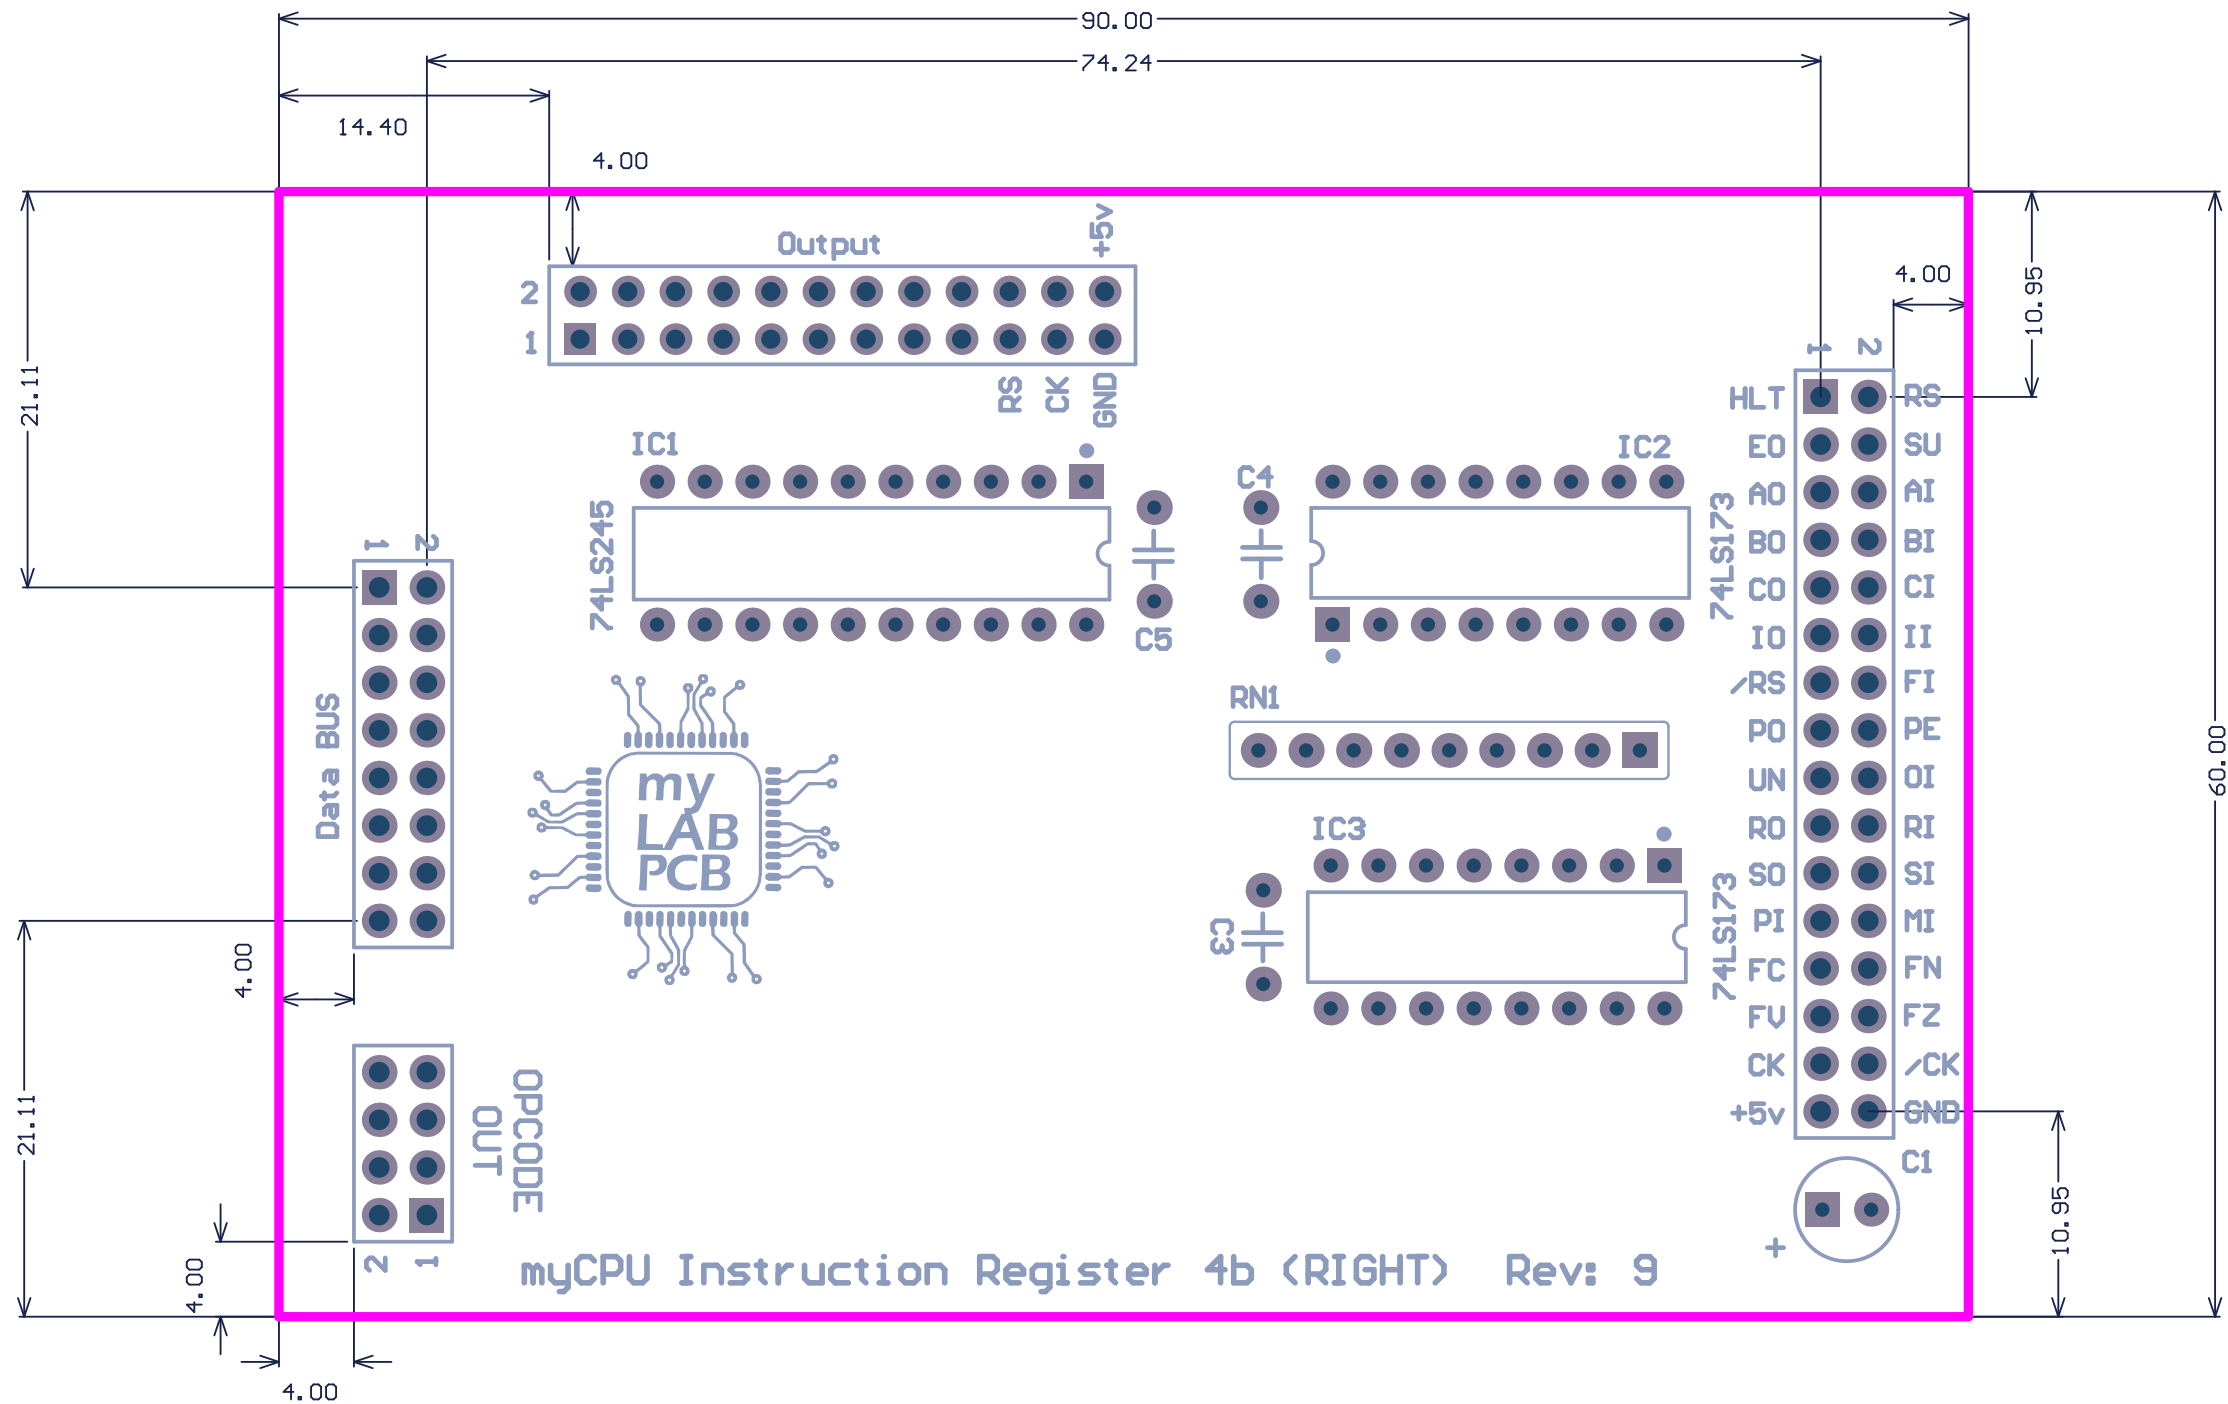 90.00
74.24
14.40
4.00
Output
+5v
2
1
RS
CK
GND
4.00
10.95
21.11
1 2
HLT RS
EO SU
AO AI
BO BI
CO CI
IO II
/RS FI
PO PE
UN OI
RO RI
SO SI
PI MI
FC FN
FV FZ
CK /CK
+5v GND
IC1
74LS245
C5
C4
IC2
74LS173
1 2
Data BUS
RN1
my
LAB
PCB
IC3
74LS173
C3
60.00
4.00
21.11
OPCODE
OUT
2 1
C1
+
10.95
4.00
4.00
myCPU Instruction Register 4b (RIGHT) Rev: 9